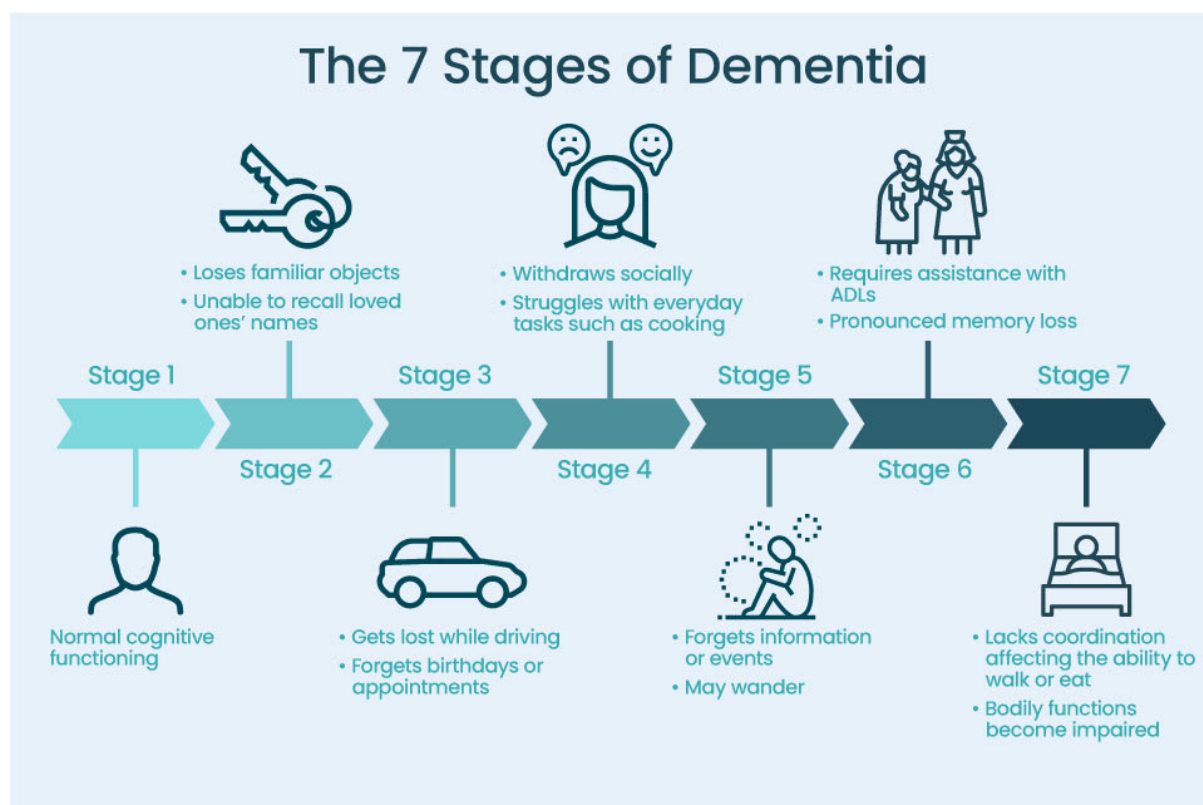 The 7 Stages of Dementia
• Loses familiar objects
• Unable to recall loved
ones' names
• Withdraws socially
• Struggles with everyday
tasks such as cooking
• Requires assistance with
ADLs
• Pronounced memory loss
Stage 1
Stage 3
Stage 5
Stage 7
Stage 2
Stage 4
Stage 6
Normal cognitive
functioning
• Gets lost while driving
• Forgets birthdays or
appointments
• Forgets information
or events
• May wander
• Lacks coordination
affecting the ability to
walk or eat
• Bodily functions
become impaired